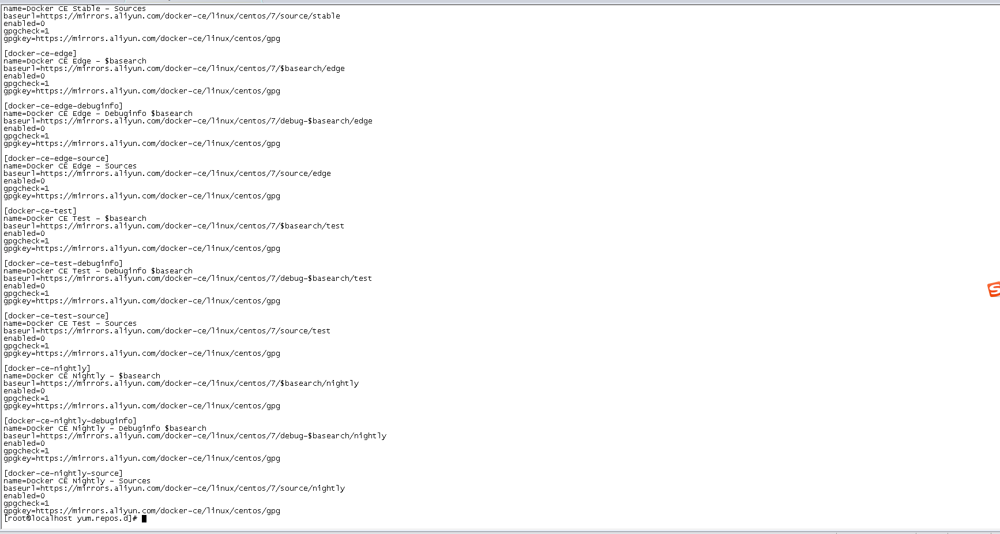 name=Docker CE Stable - Sources
baseurl=https://mirrors.aliyun.com/docker-ce/linux/centos/7/source/stable
enabled=0
gpgcheck=1
gpgkey=https://mirrors.aliyun.com/docker-ce/linux/centos/gpg

[docker-ce-edge]
name=Docker CE Edge - $basearch
baseurl=https://mirrors.aliyun.com/docker-ce/linux/centos/7/$basearch/edge
enabled=0
gpgcheck=1
gpgkey=https://mirrors.aliyun.com/docker-ce/linux/centos/gpg

[docker-ce-edge-debuginfo]
name=Docker CE Edge - Debuginfo $basearch
baseurl=https://mirrors.aliyun.com/docker-ce/linux/centos/7/debug-$basearch/edge
enabled=0
gpgcheck=1
gpgkey=https://mirrors.aliyun.com/docker-ce/linux/centos/gpg

[docker-ce-edge-source]
name=Docker CE Edge - Sources
baseurl=https://mirrors.aliyun.com/docker-ce/linux/centos/7/source/edge
enabled=0
gpgcheck=1
gpgkey=https://mirrors.aliyun.com/docker-ce/linux/centos/gpg

[docker-ce-test]
name=Docker CE Test - $basearch
baseurl=https://mirrors.aliyun.com/docker-ce/linux/centos/7/$basearch/test
enabled=0
gpgcheck=1
gpgkey=https://mirrors.aliyun.com/docker-ce/linux/centos/gpg

[docker-ce-test-debuginfo]
name=Docker CE Test - Debuginfo $basearch
baseurl=https://mirrors.aliyun.com/docker-ce/linux/centos/7/debug-$basearch/test
enabled=0
gpgcheck=1
gpgkey=https://mirrors.aliyun.com/docker-ce/linux/centos/gpg

[docker-ce-test-source]
name=Docker CE Test - Sources
baseurl=https://mirrors.aliyun.com/docker-ce/linux/centos/7/source/test
enabled=0
gpgcheck=1
gpgkey=https://mirrors.aliyun.com/docker-ce/linux/centos/gpg

[docker-ce-nightly]
name=Docker CE Nightly - $basearch
baseurl=https://mirrors.aliyun.com/docker-ce/linux/centos/7/$basearch/nightly
enabled=0
gpgcheck=1
gpgkey=https://mirrors.aliyun.com/docker-ce/linux/centos/gpg

[docker-ce-nightly-debuginfo]
name=Docker CE Nightly - Debuginfo $basearch
baseurl=https://mirrors.aliyun.com/docker-ce/linux/centos/7/debug-$basearch/nightly
enabled=0
gpgcheck=1
gpgkey=https://mirrors.aliyun.com/docker-ce/linux/centos/gpg

[docker-ce-nightly-source]
name=Docker CE Nightly - Sources
baseurl=https://mirrors.aliyun.com/docker-ce/linux/centos/7/source/nightly
enabled=0
gpgcheck=1
gpgkey=https://mirrors.aliyun.com/docker-ce/linux/centos/gpg
[root@localhost yum.repos.d]#